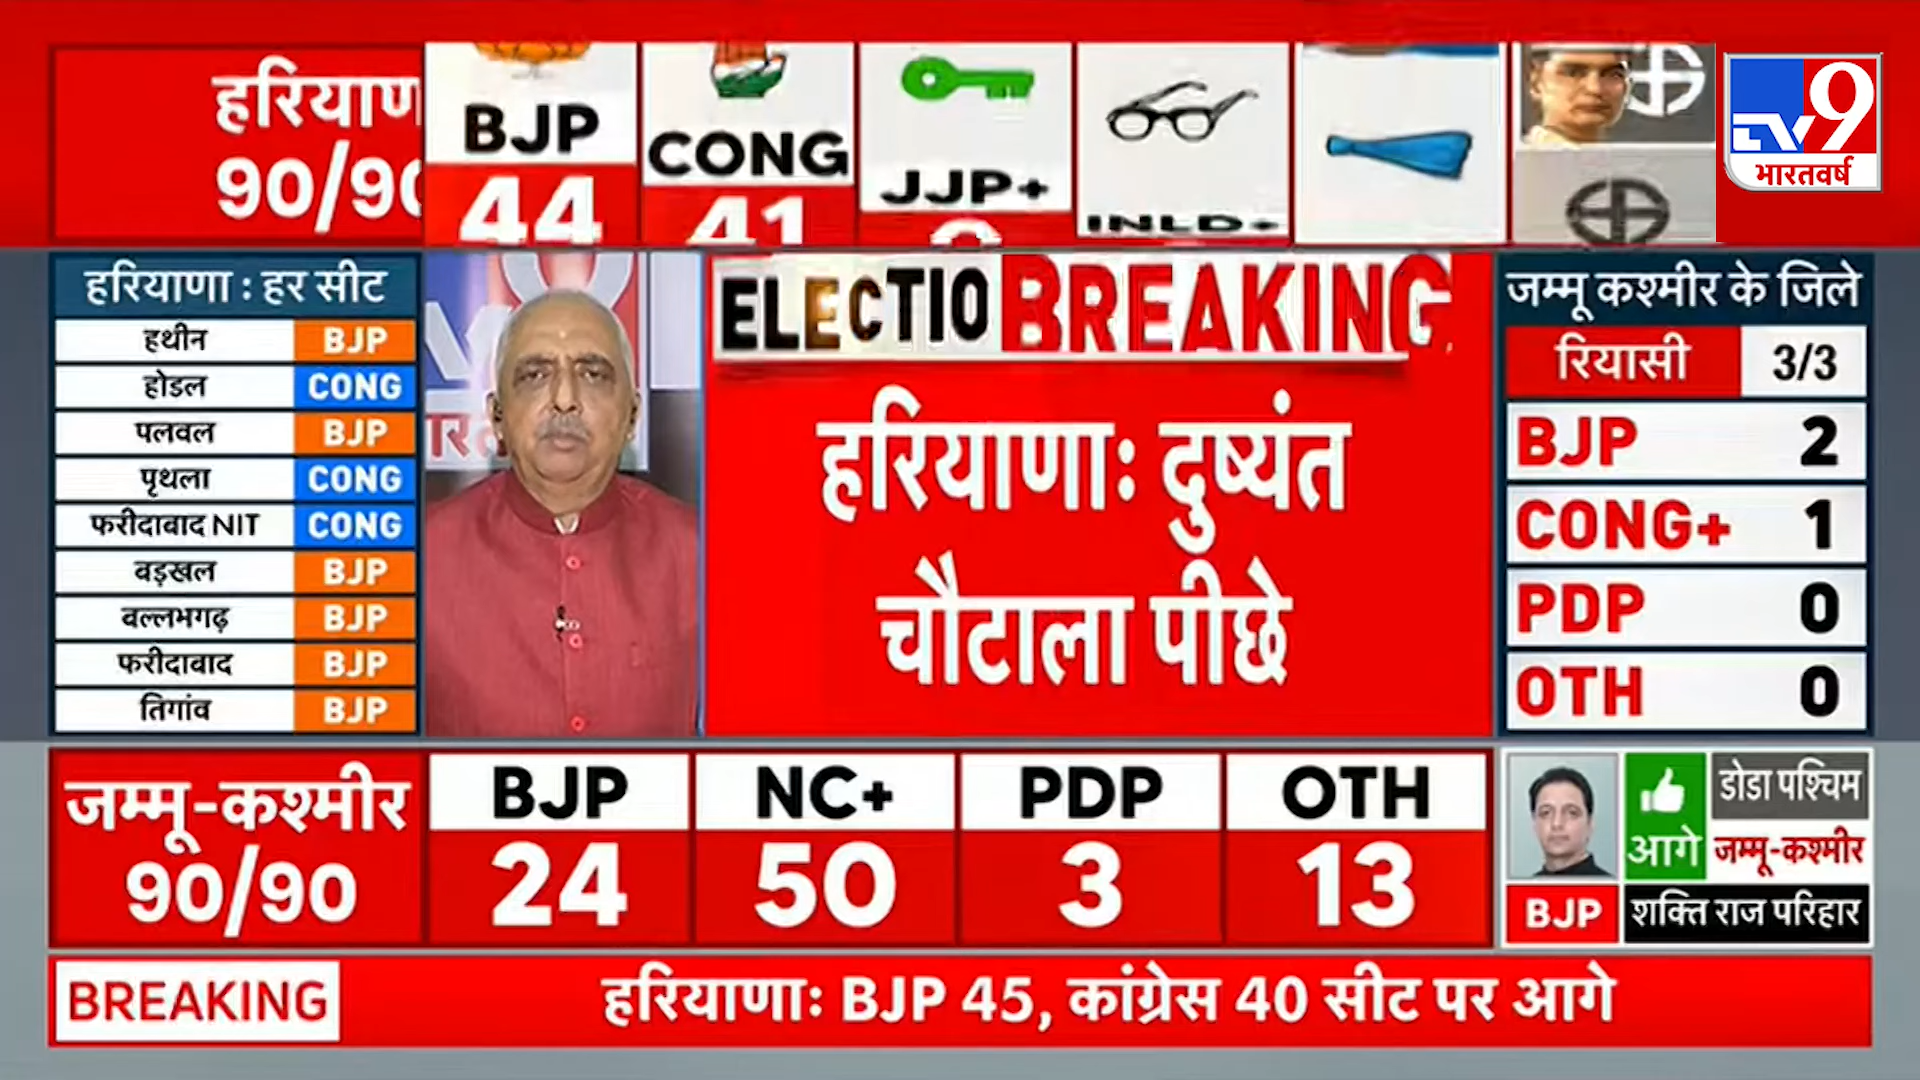 हरियाण
90/90
BJP
44
CONG
41
JJP+
INLD+
TV9
भारतवर्ष
हरियाणा : हर सीट
हथीन BJP
होडल CONG
पलवल BJP
पृथला CONG
फरीदाबाद NIT CONG
बड़खल BJP
बल्लभगढ़ BJP
फरीदाबाद BJP
तिगांव BJP
ELECTIO BREAKING
हरियाणाः दुष्यंत
चौटाला पीछे
जम्मू कश्मीर के जिले
रियासी 3/3
BJP 2
CONG+ 1
PDP 0
OTH 0
जम्मू-कश्मीर
90/90
BJP
24
NC+
50
PDP
3
OTH
13
आगे
डोडा पश्चिम
जम्मू-कश्मीर
BJP शक्ति राज परिहार
BREAKING हरियाणाः BJP 45, कांग्रेस 40 सीट पर आगे